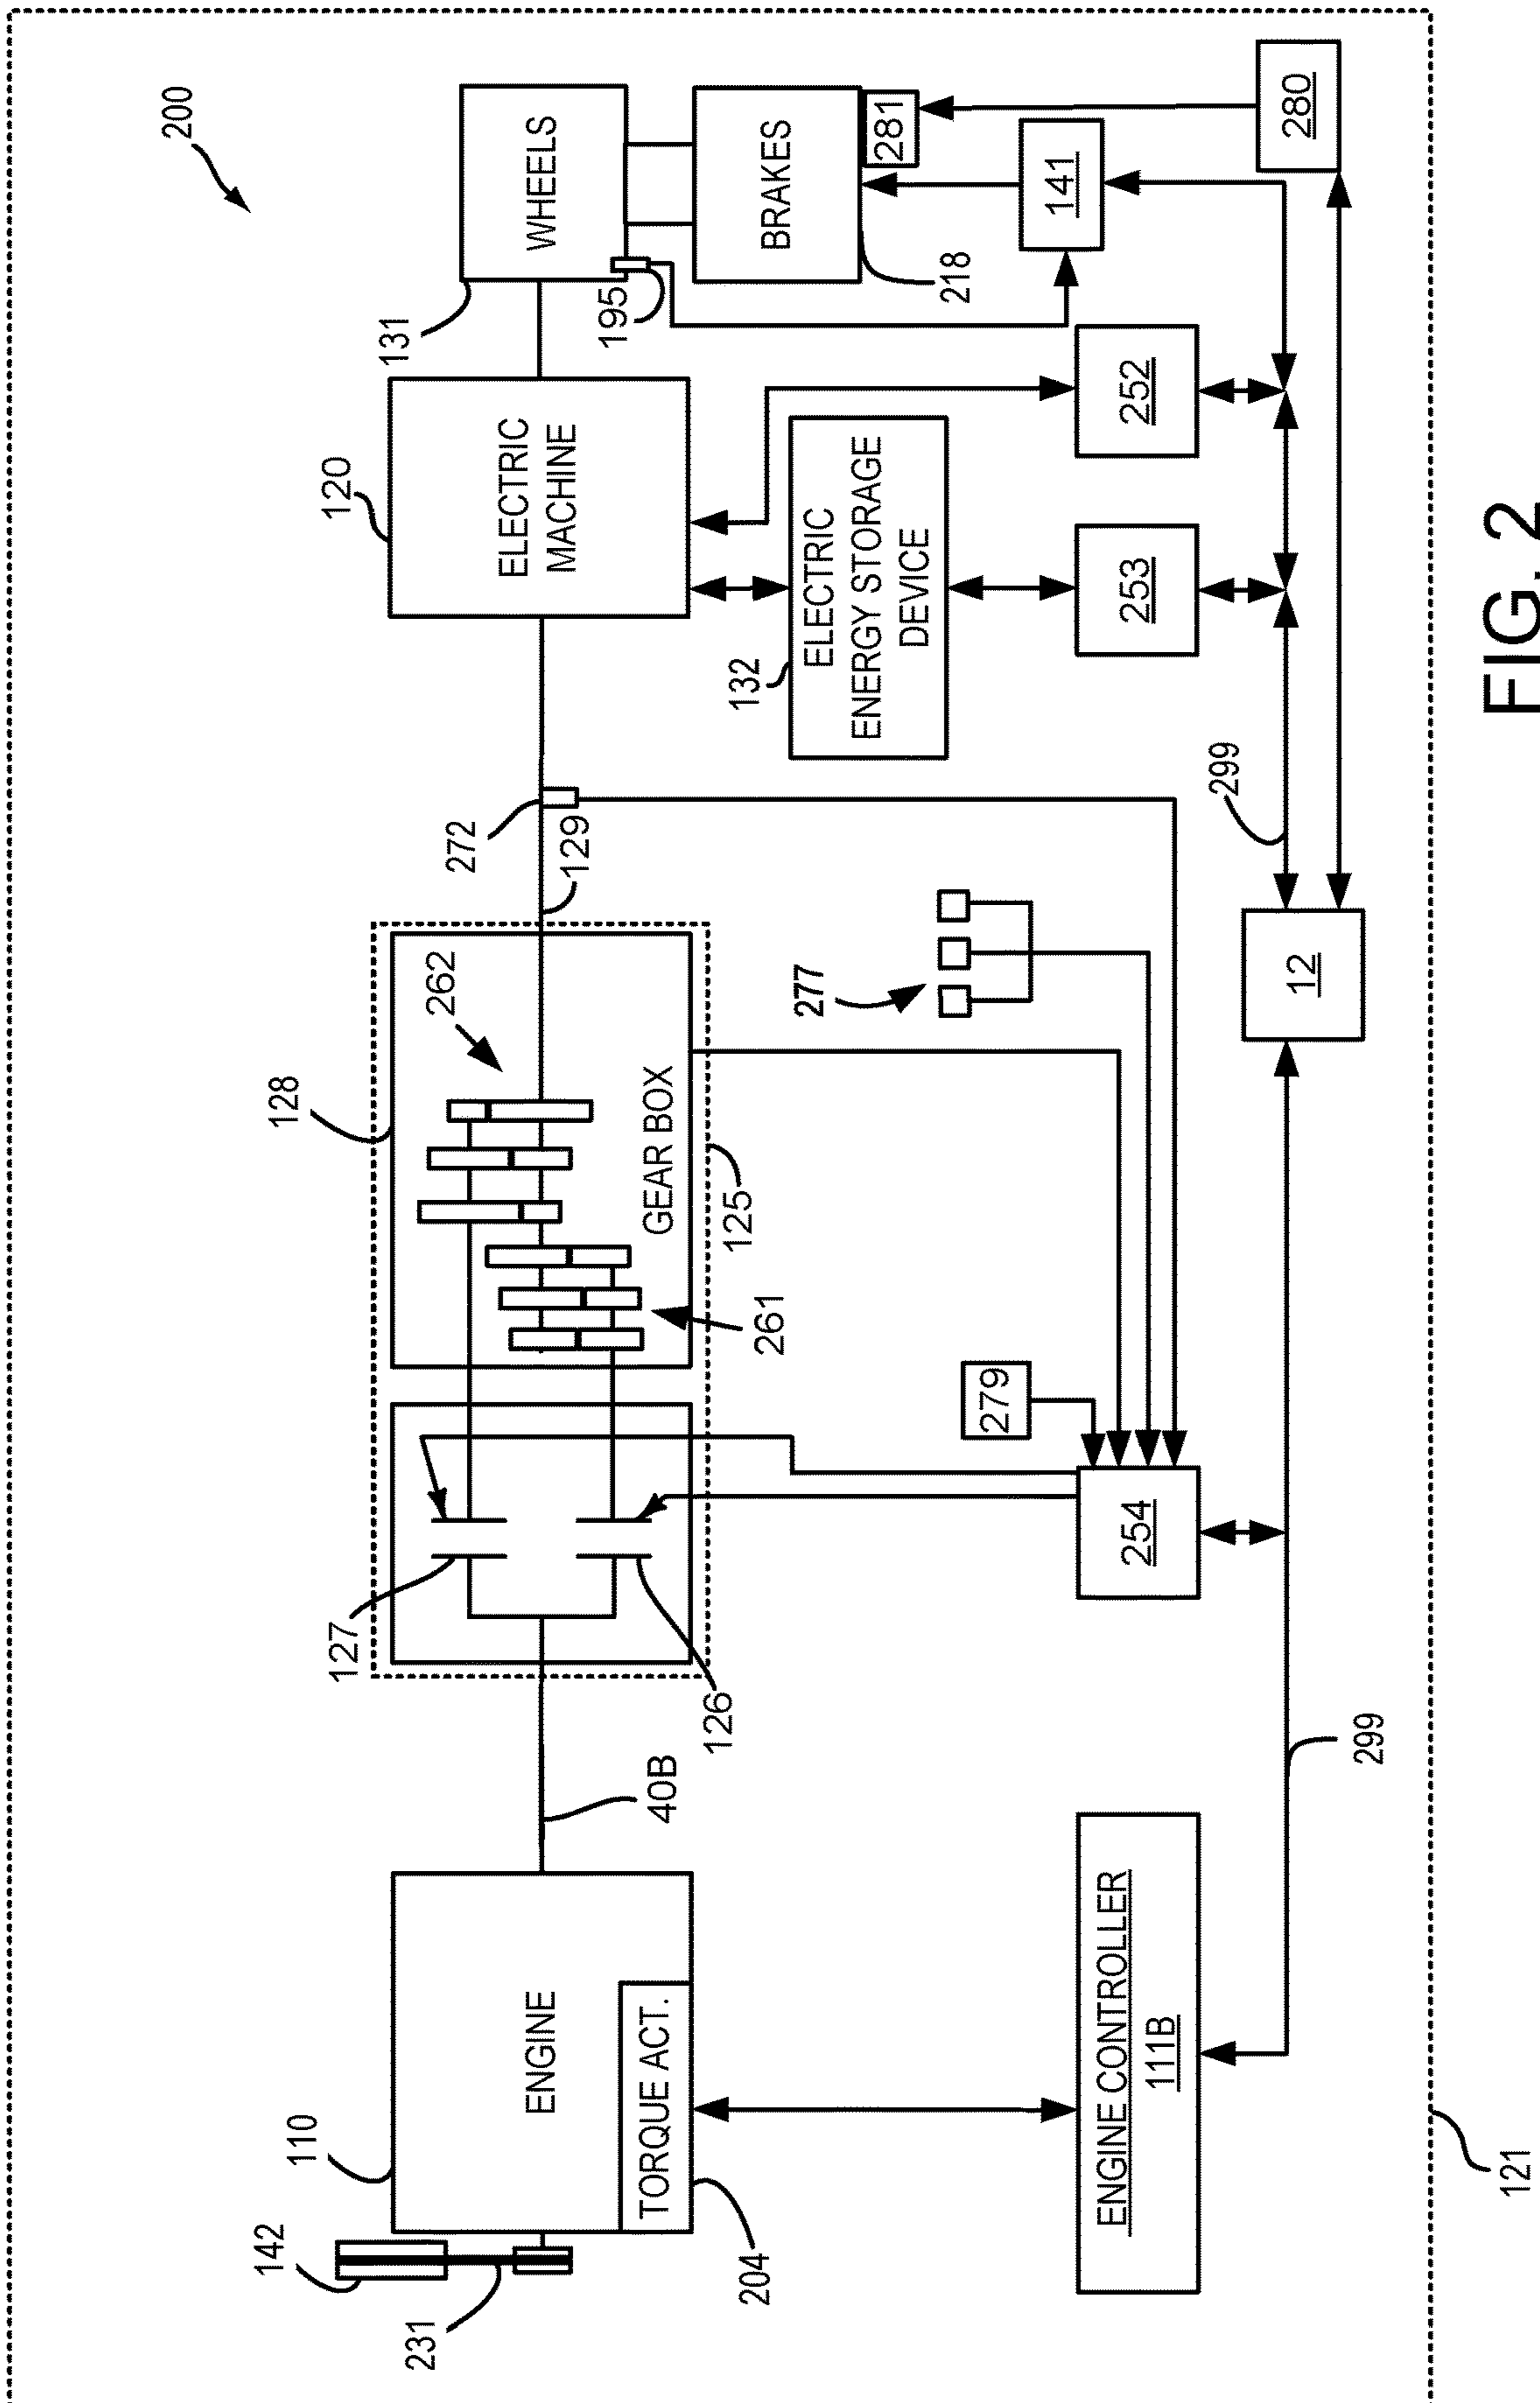 200
120
131
WHEELS
ELECTRIC
MACHINE
195
BRAKES
281
218
141
280
132
ELECTRIC
ENERGY STORAGE
DEVICE
252
253
299
12
272
129
128
262
GEAR BOX
261
125
277
279
254
127
126
40B
110
ENGINE
TORQUE ACT.
204
142
231
ENGINE CONTROLLER
111B
299
121
FIG. 2